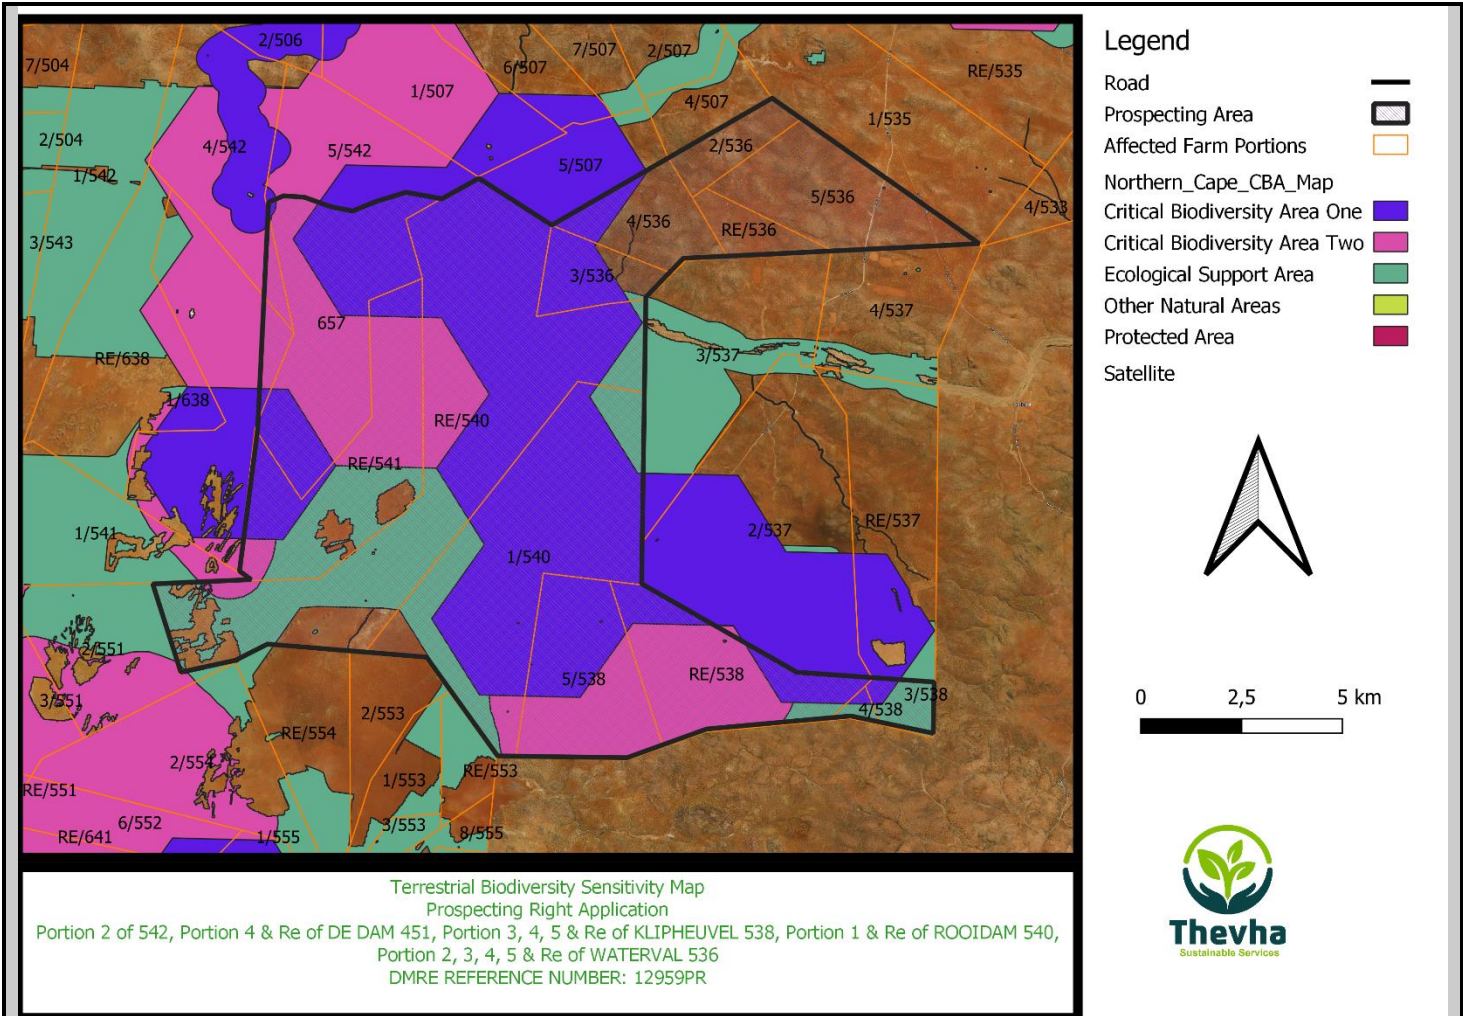 2/506
7/504
7/507
2/507
6/507
RE/535
1/507
4/507
1/535
2/504
4/542
5/542
2/536
5/507
1/542
5/536
4/533
3/543
4/536
RE/536
3/536
4/537
657
RE/638
3/537
1/638
RE/540
RE/541
1/541
1/540
2/537
RE/537
2/551
5/538
RE/538
3/538
4/538
3/551
2/553
RE/554
2/554
RE/553
1/553
RE/551
6/552
3/553
RE/641
1/555
8/555
Legend
Road
Prospecting Area
Affected Farm Portions
Northern_Cape_CBA_Map
Critical Biodiversity Area One
Critical Biodiversity Area Two
Ecological Support Area
Other Natural Areas
Protected Area
Satellite
0 2,5 5 km
Thevha
Sustainable Services
Terrestrial Biodiversity Sensitivity Map
Prospecting Right Application
Portion 2 of 542, Portion 4 & Re of DE DAM 451, Portion 3, 4, 5 & Re of KLIPHEUVEL 538, Portion 1 & Re of ROOIDAM 540,
Portion 2, 3, 4, 5 & Re of WATERVAL 536
DMRE REFERENCE NUMBER: 12959PR